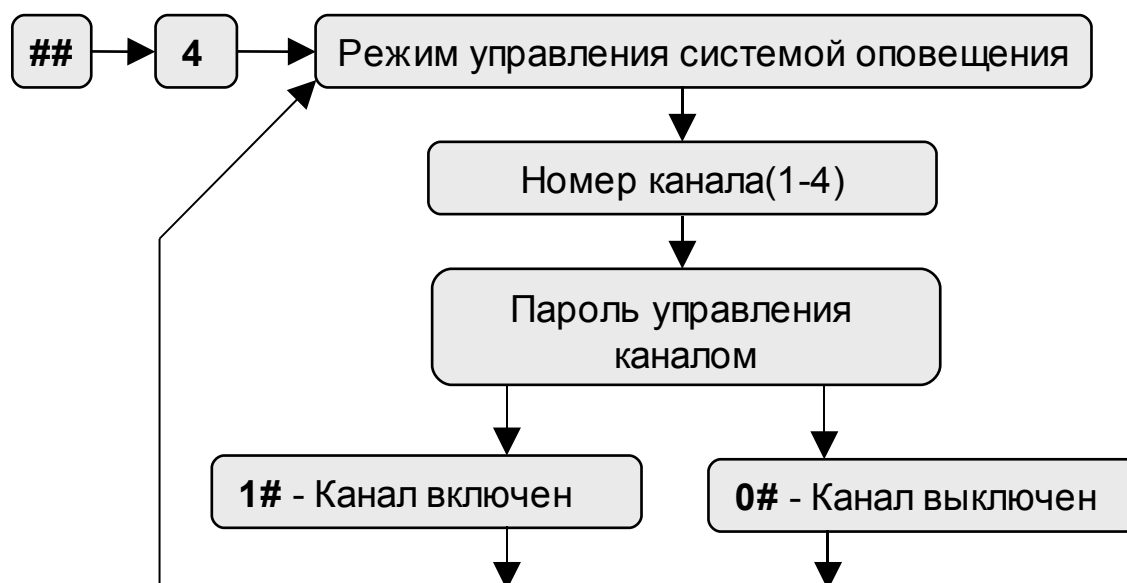 ## 4 Режим управления системой оповещения
Номер канала(1-4)
Пароль управления
каналом
1# - Канал включен 0# - Канал выключен